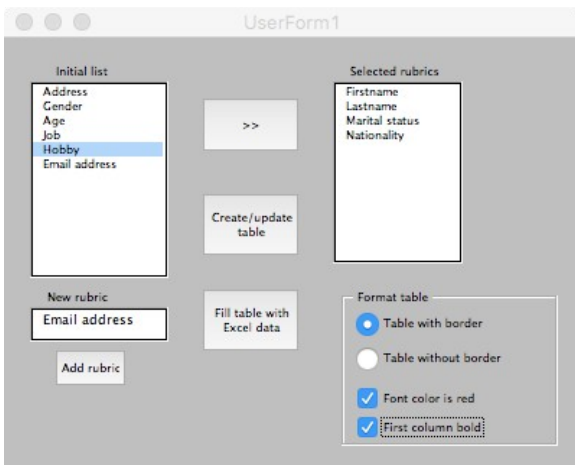 UserForm1
Initial list
Address
Gender
Age
Job
Hobby
Email address
>>
Selected rubrics
Firstname
Lastname
Marital status
Nationality
Create/update
table
New rubric
Email address
Add rubric
Fill table with
Excel data
Format table
Table with border
Table without border
Font color is red
First column bold